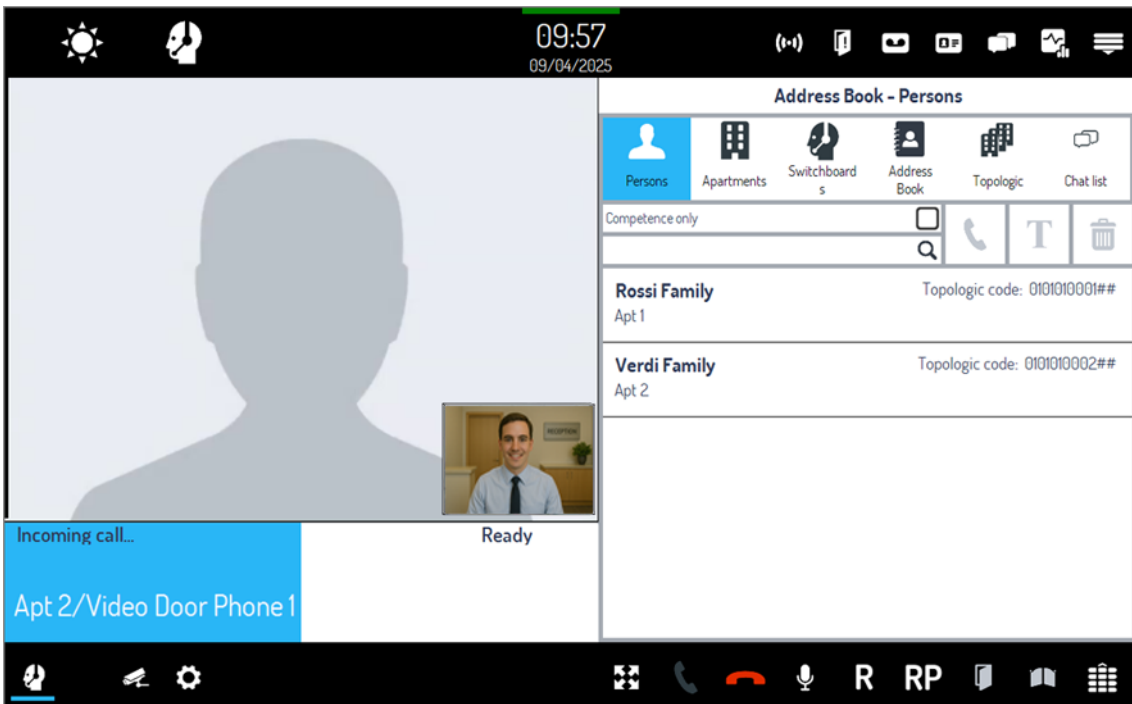 09:57
09/04/2025
Address Book - Persons
Persons
Apartments
Switchboard
s
Address
Book
Topologic
Chat list
Competence only
T
Rossi Family
Topologic code: 0101010001##
Apt 1
Verdi Family
Topologic code: 0101010002##
Apt 2
RECEPTION
Incoming call...
Ready
Apt 2/Video Door Phone 1
R
RP